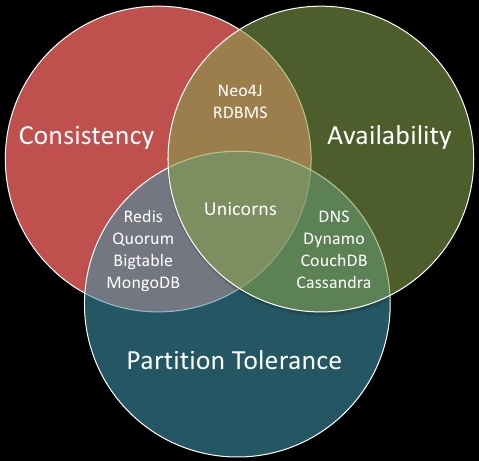 Neo4J
RDBMS
Consistency
Availability
Unicorns
Redis
Quorum
Bigtable
MongoDB
DNS
Dynamo
CouchDB
Cassandra
Partition Tolerance